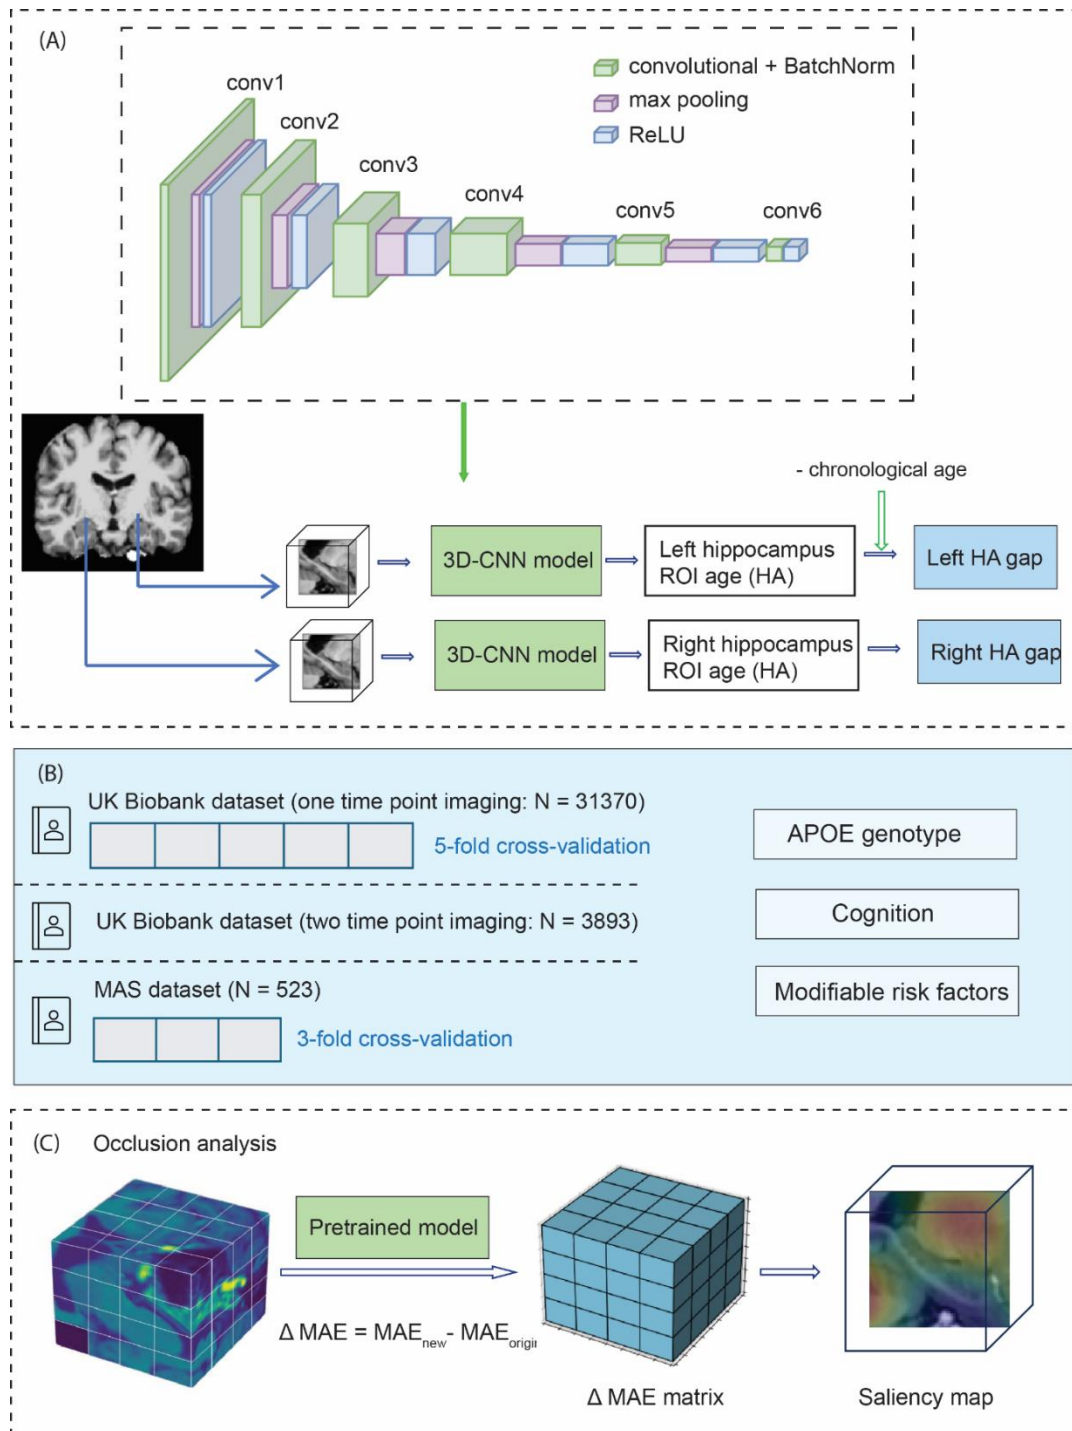 (A)
conv1
conv2
conv3
conv4
conv5
conv6
convolutional + BatchNorm
max pooling
ReLU
- chronological age
3D-CNN model
Left hippocampus
ROI age (HA)
Left HA gap
3D-CNN model
Right hippocampus
ROI age (HA)
Right HA gap
(B)
UK Biobank dataset (one time point imaging: N = 31370)
5-fold cross-validation
UK Biobank dataset (two time point imaging: N = 3893)
MAS dataset (N = 523)
3-fold cross-validation
APOE genotype
Cognition
Modifiable risk factors
(C) Occlusion analysis
Pretrained model
Δ MAE = MAEnew- MAEorigin
Δ MAE matrix
Saliency map